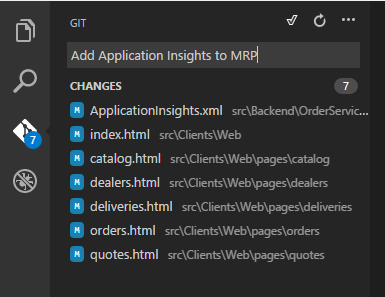 GIT
Add Application Insights to MRP
CHANGES 7
M ApplicationInsights.xml src\Backend\OrderServic...
7
M index.html src\Clients\Web
M catalog.html src\Clients\Web\pages\catalog
M dealers.html src\Clients\Web\pages\dealers
M deliveries.html src\Clients\Web\pages\deliveries
M orders.html src\Clients\Web\pages\orders
M quotes.html src\Clients\Web\pages\quotes